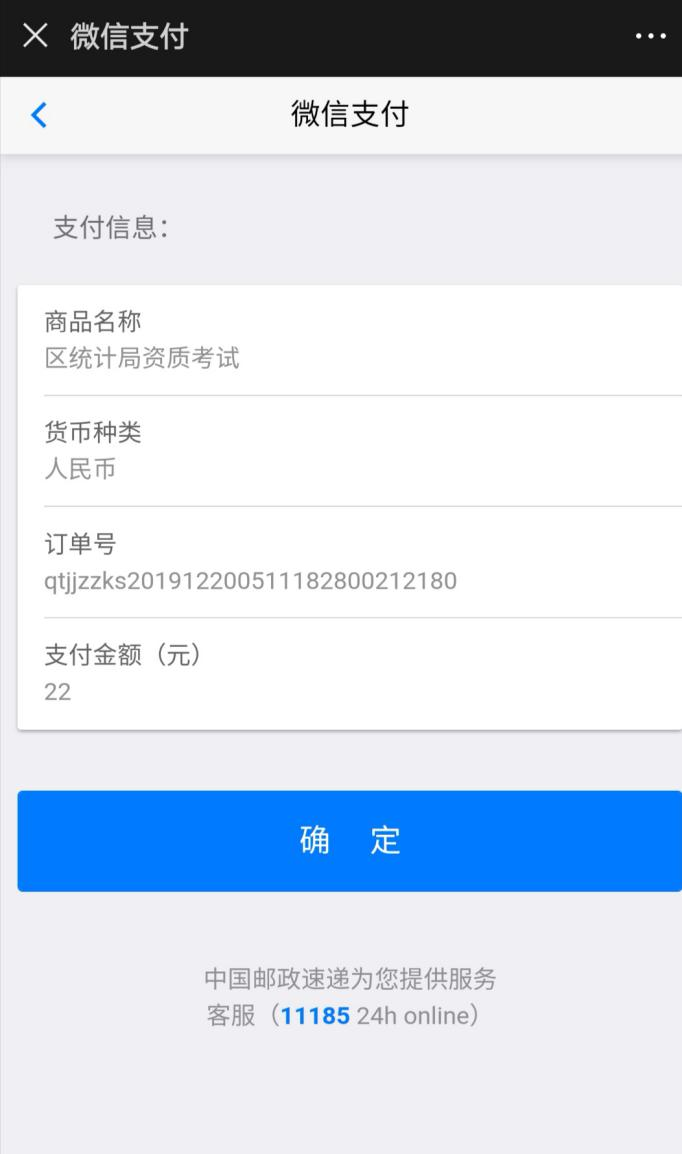 微信支付
微信支付
支付信息：
商品名称
区统计局资质考试
货币种类
人民币
订单号
qtjjzzks201912200511182800212180
支付金额（元）
22
确 定
中国邮政速递为您提供服务
客服（11185 24h online）